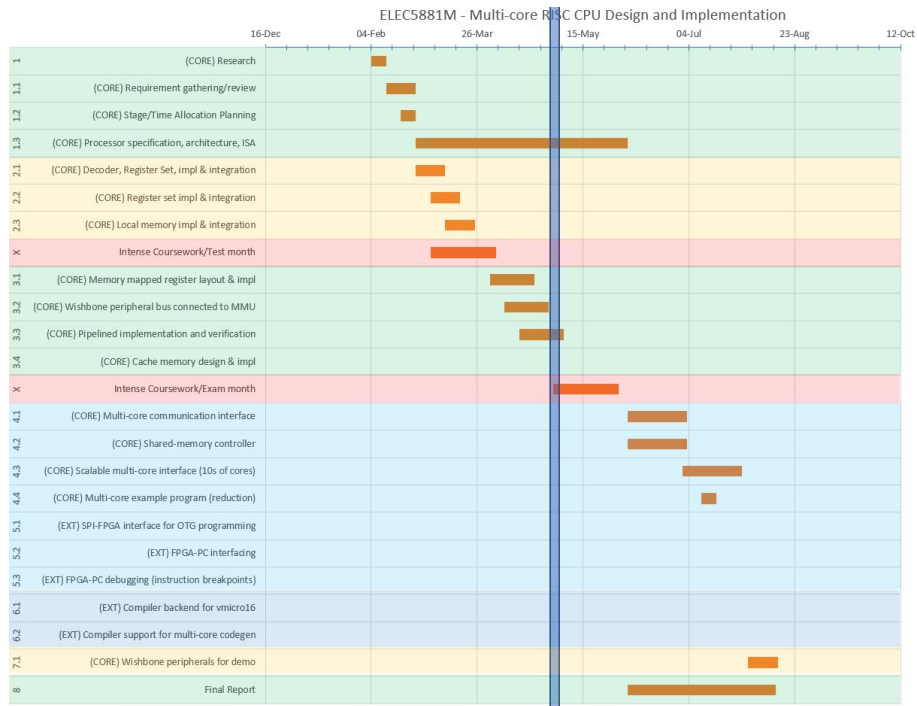 ELEC5881M - Multi-core RISC CPU Design and Implementation
16-Dec 04-Feb 26-Mar 15-May 04-Jul 23-Aug 12-Oct
1 (CORE) Research
1.1 (CORE) Requirement gathering/review
1.2 (CORE) Stage/Time Allocation Planning
1.3 (CORE) Processor specification, architecture, ISA
2.1 (CORE) Decoder, Register Set, impl & integration
2.2 (CORE) Register set impl & integration
2.3 (CORE) Local memory impl & integration
X Intense Coursework/Test month
3.1 (CORE) Memory mapped register layout & impl
3.2 (CORE) Wishbone peripheral bus connected to MMU
3.3 (CORE) Pipelined implementation and verification
3.4 (CORE) Cache memory design & impl
X Intense Coursework/Exam month
4.1 (CORE) Multi-core communication interface
4.2 (CORE) Shared-memory controller
4.3 (CORE) Scalable multi-core interface (10s of cores)
4.4 (CORE) Multi-core example program (reduction)
5.1 (EXT) SPI-FPGA interface for OTG programming
5.2 (EXT) FPGA-PC interfacing
5.3 (EXT) FPGA-PC debugging (instruction breakpoints)
6.1 (EXT) Compiler backend for vmicro16
6.2 (EXT) Compiler support for multi-core codegen
7.1 (CORE) Wishbone peripherals for demo
8 Final Report